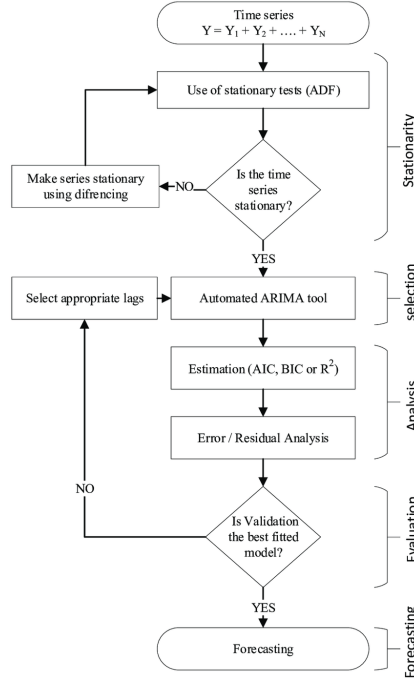 Time series
Y = Y₁ + Y₂ + …. + Y_N
Use of stationary tests (ADF)
Make series stationary
using difrencing
NO
Is the time
series
stationary?
Stationarity
YES
Select appropriate lags
Automated ARIMA tool
selection
Estimation (AIC, BIC or R²)
Error / Residual Analysis
Analysis
NO
Is Validation
the best fitted
model?
Evaluation
YES
Forecasting
Forecasting